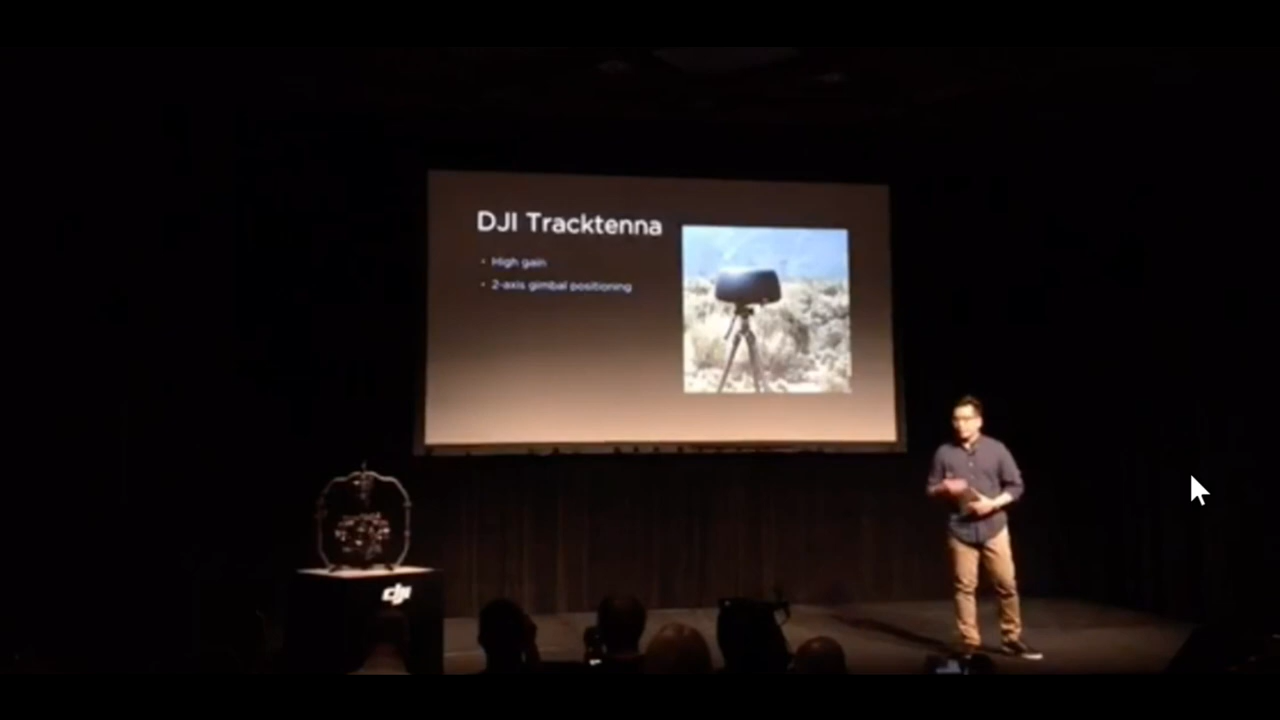 DJI Tracktenna
• High gain
• 2-axis gimbal positioning
dji